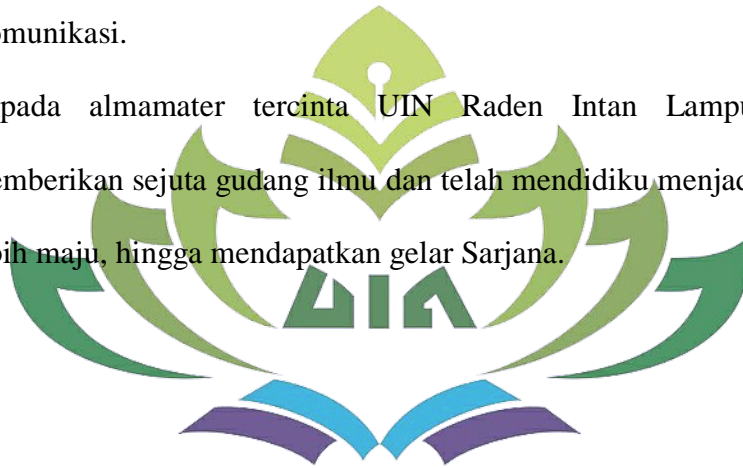 omunikasi.
pada almamater tercinta UIN Raden Intan Lampu
emberikan sejuta gudang ilmu dan telah mendidiku menjad
bih maju, hingga mendapatkan gelar Sarjana.
UIN